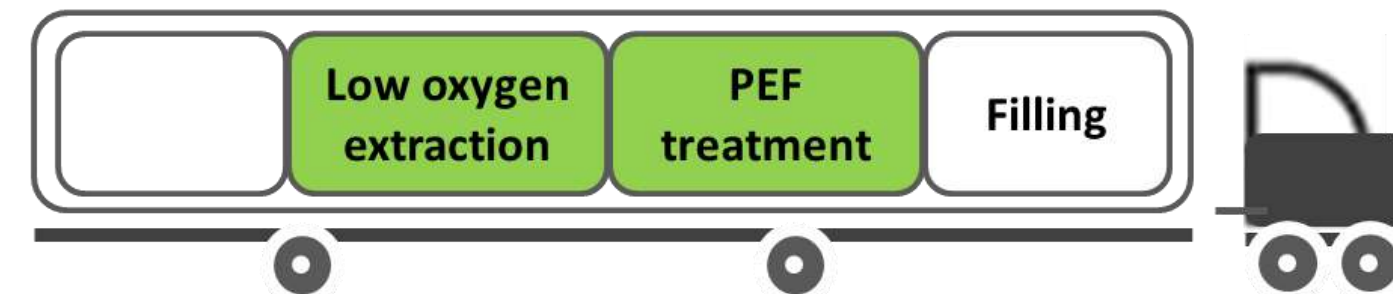 Low oxygen
extraction
PEF
treatment
Filling